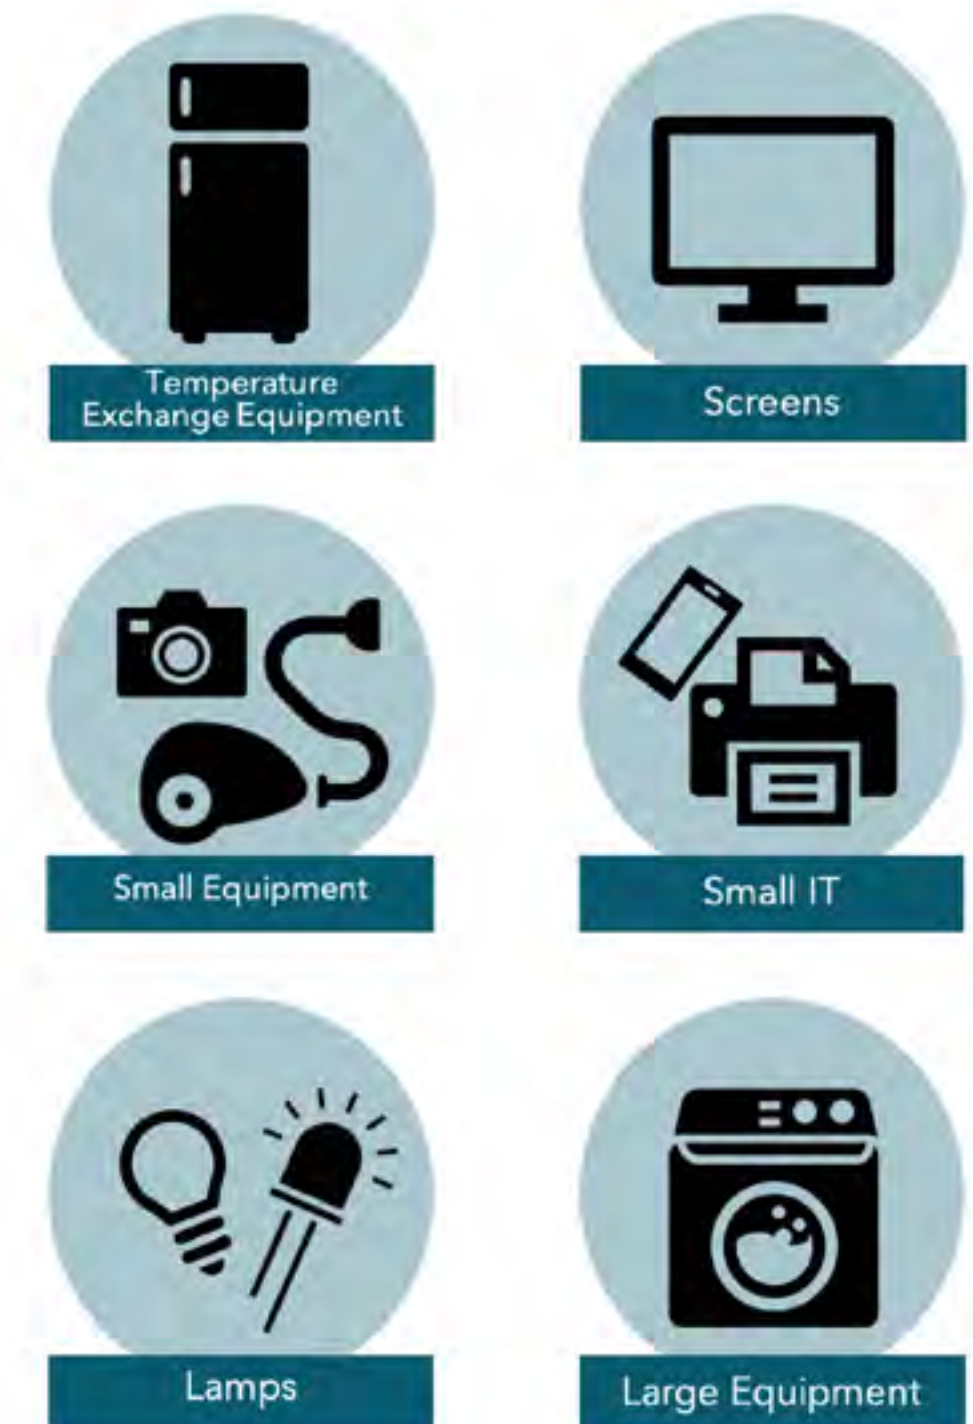 Temperature
Exchange Equipment
Screens
Small Equipment
Small IT
Lamps
Large Equipment